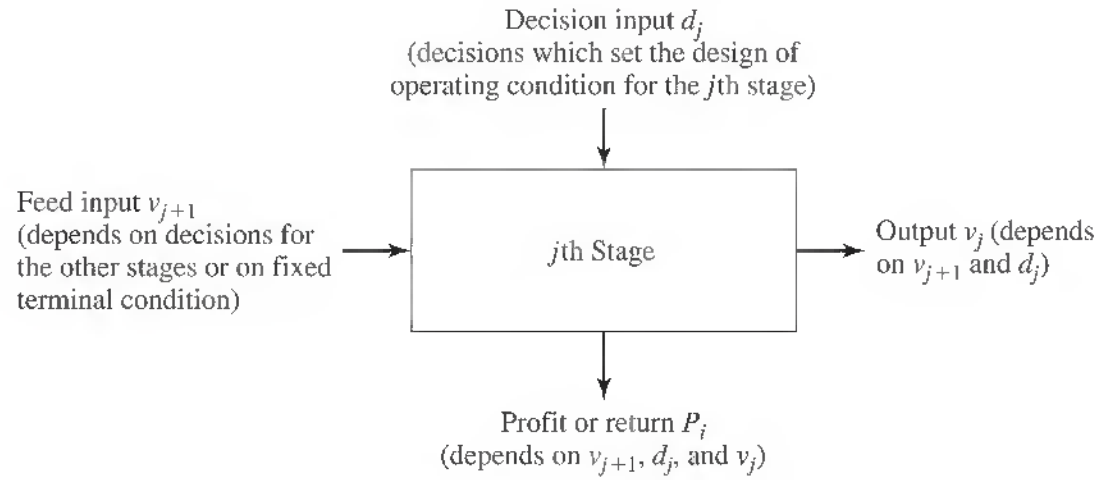 Decision input d_j
(decisions which set the design of
operating condition for the jth stage)
Feed input v_{j+1}
(depends on decisions for
the other stages or on fixed
terminal condition)
jth Stage
Output v_j (depends
on v_{j+1} and d_j)
Profit or return P_i
(depends on v_{j+1}, d_j, and v_j)